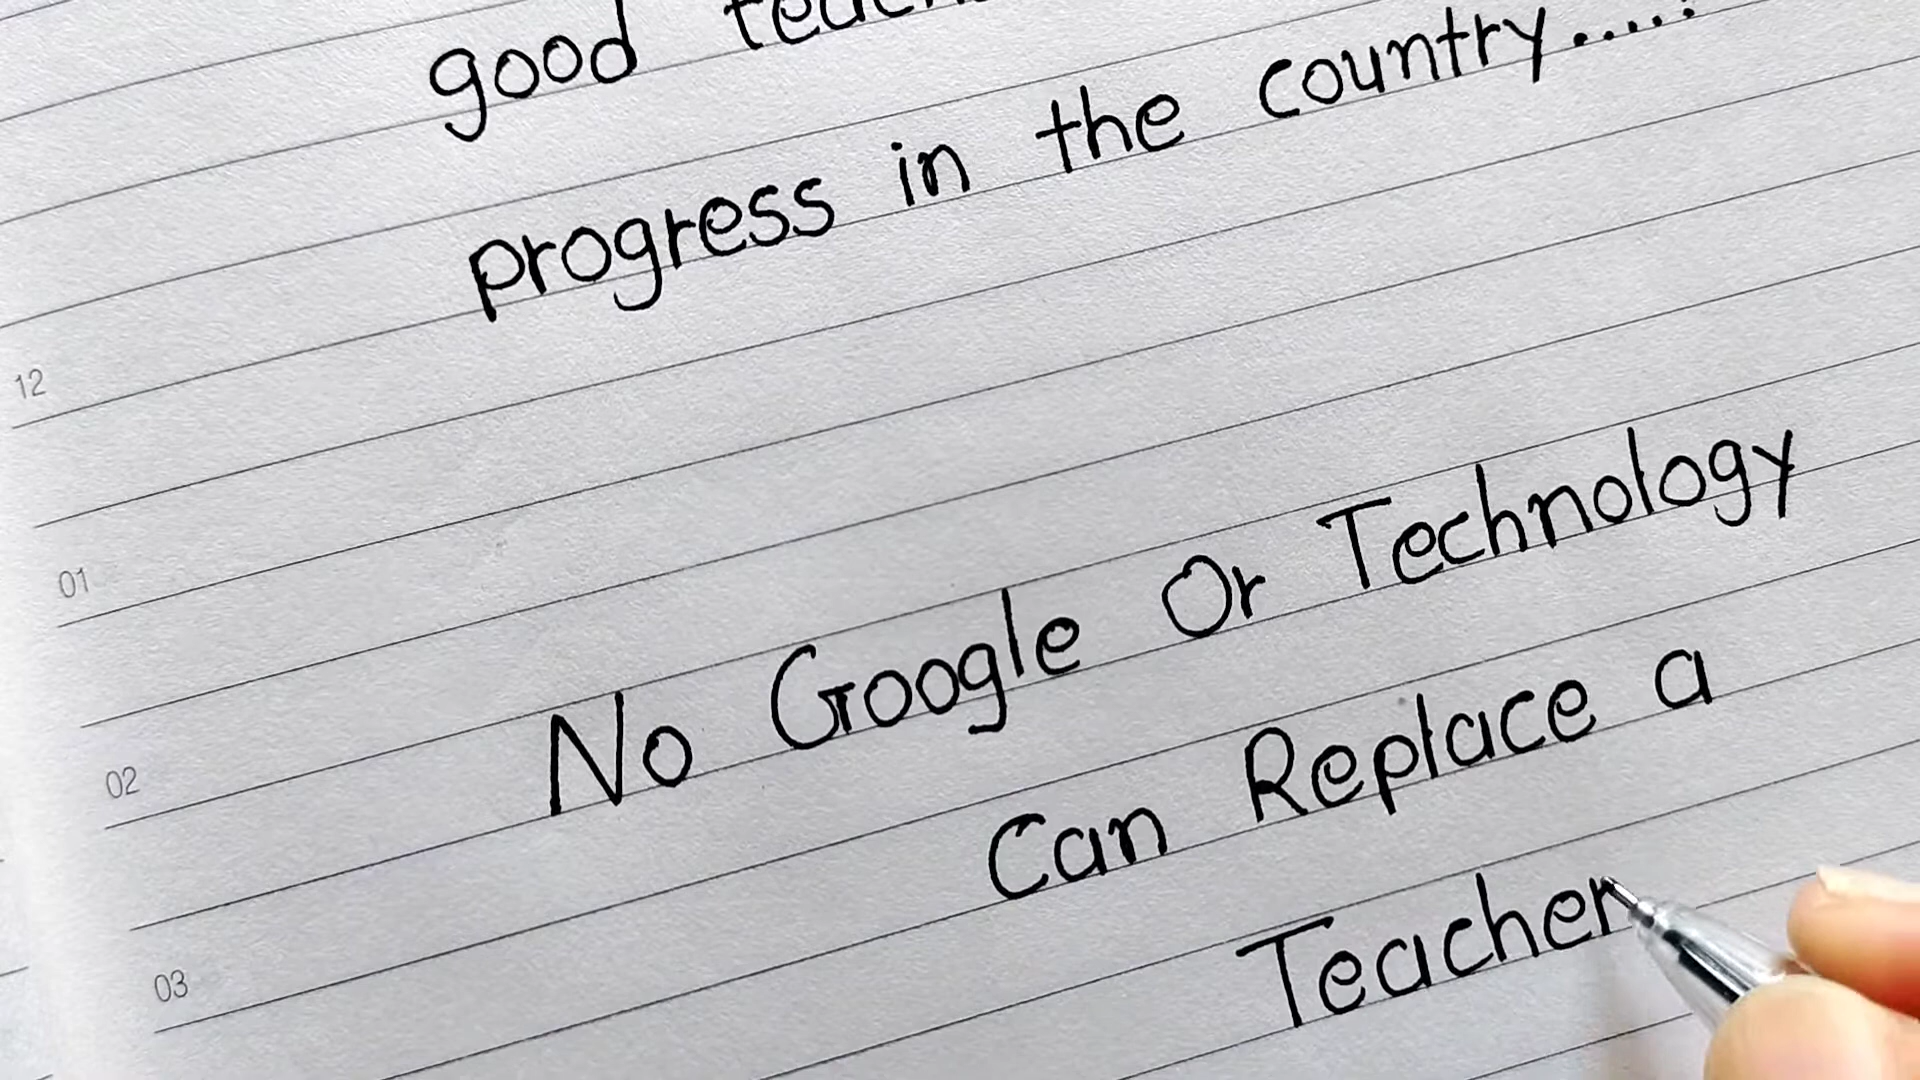 good
progress in the country.....!
12
01
No Google Or Technology
02
Can Replace a
Teacher
03